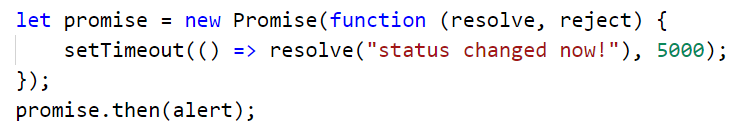 let promise = new Promise(function (resolve, reject) {
    setTimeout(() => resolve("status changed now!"), 5000);
});
promise.then(alert);